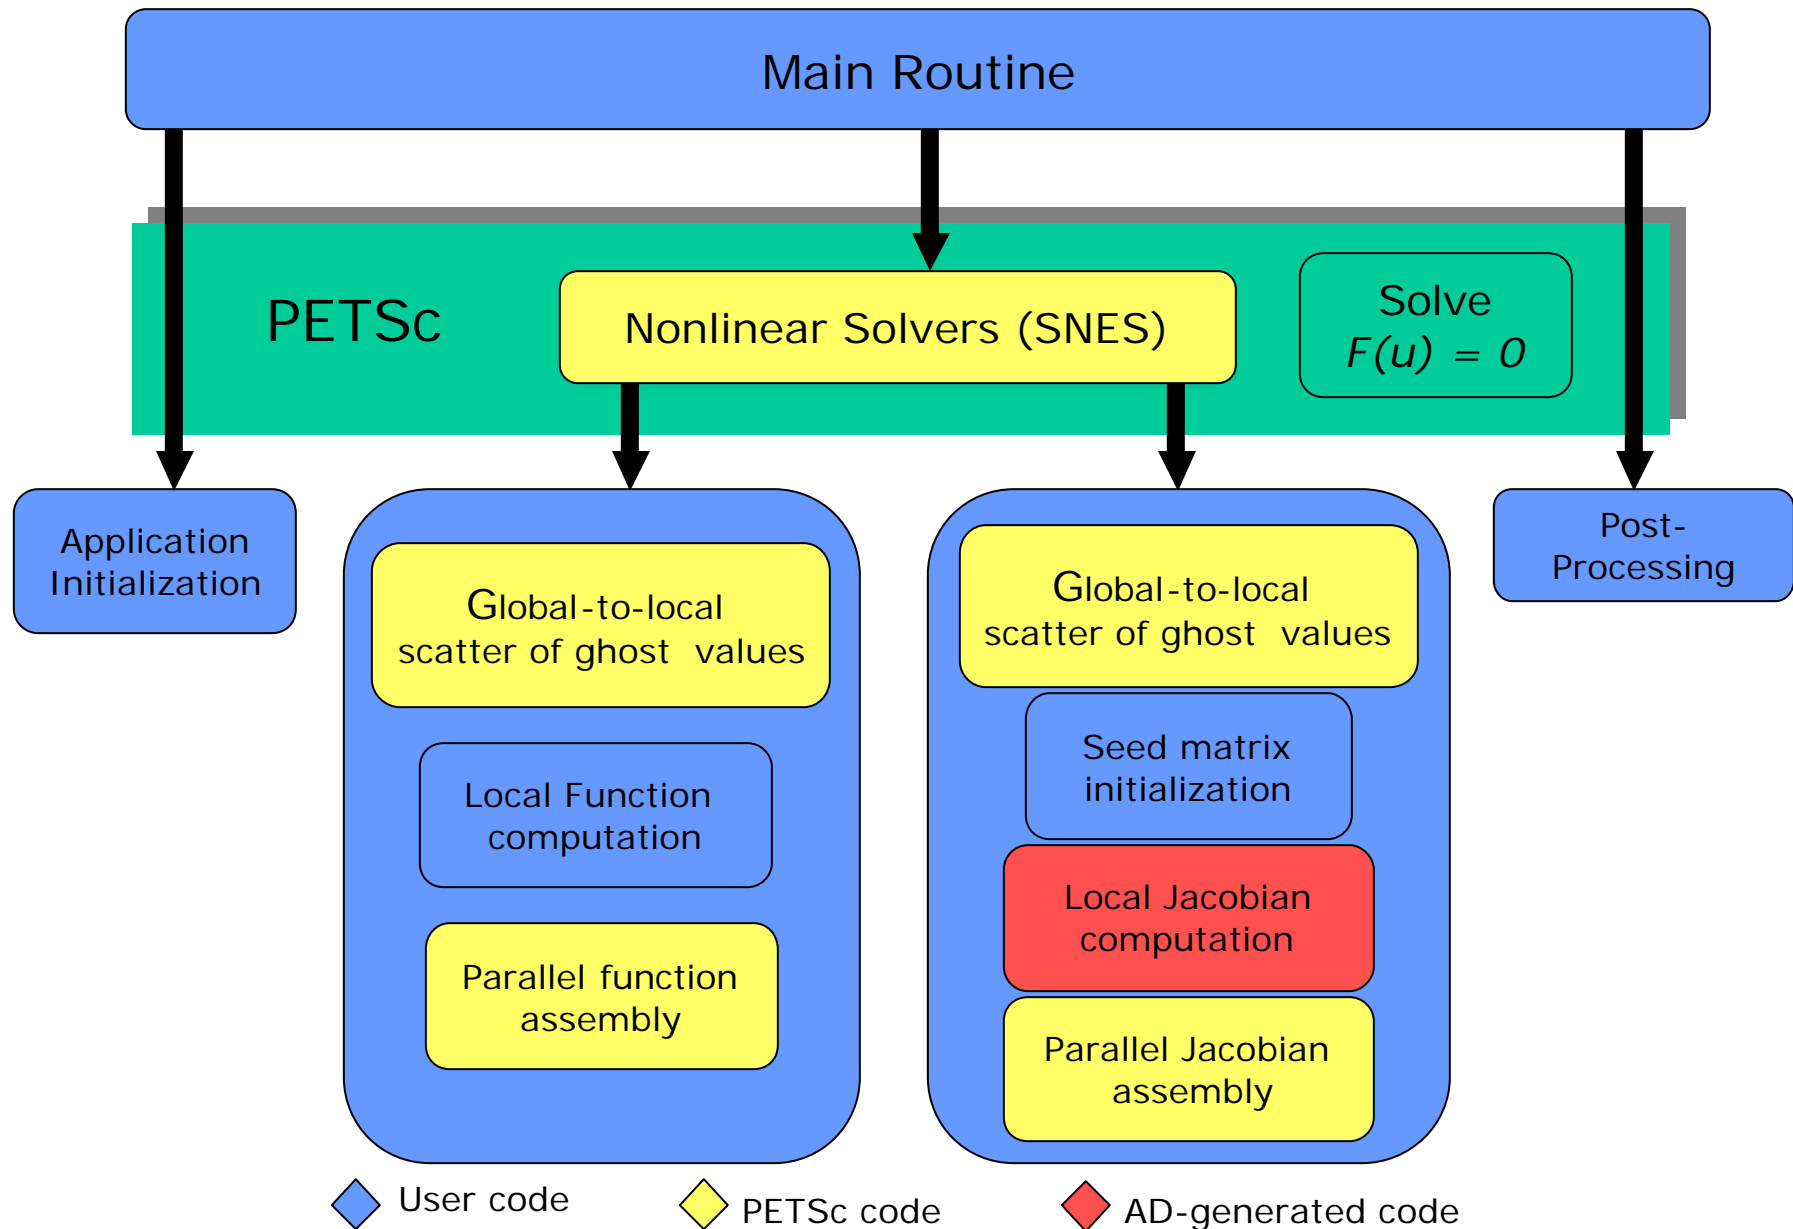 Main Routine
PETSc
Nonlinear Solvers (SNES)
Solve
F(u) = 0
Application
Initialization
Global-to-local
scatter of ghost values
Local Function
computation
Parallel function
assembly
Global-to-local
scatter of ghost values
Seed matrix
initialization
Local Jacobian
computation
Parallel Jacobian
assembly
Post-
Processing
User code
PETSc code
AD-generated code